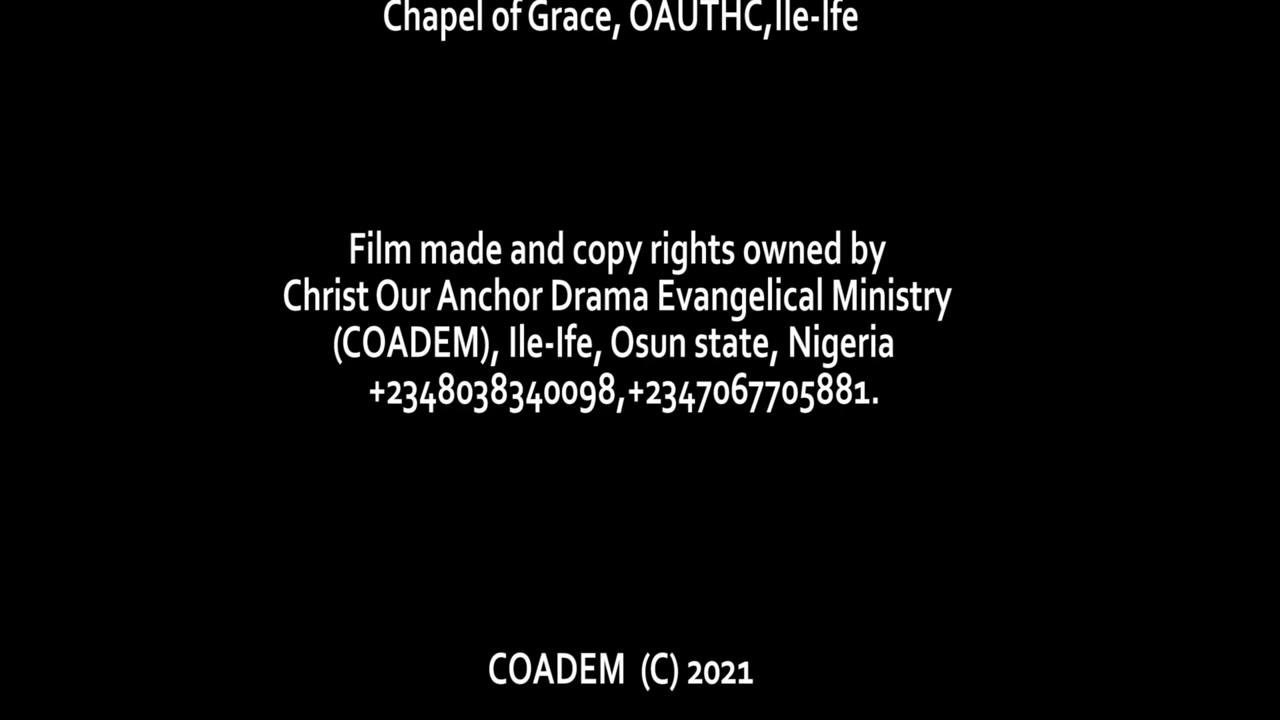 Chapel of Grace, OAUTHC,Ile-Ife
Film made and copy rights owned by
Christ Our Anchor Drama Evangelical Ministry
(COADEM), Ile-Ife, Osun state, Nigeria
+2348038340098,+2347067705881.
COADEM (C) 2021